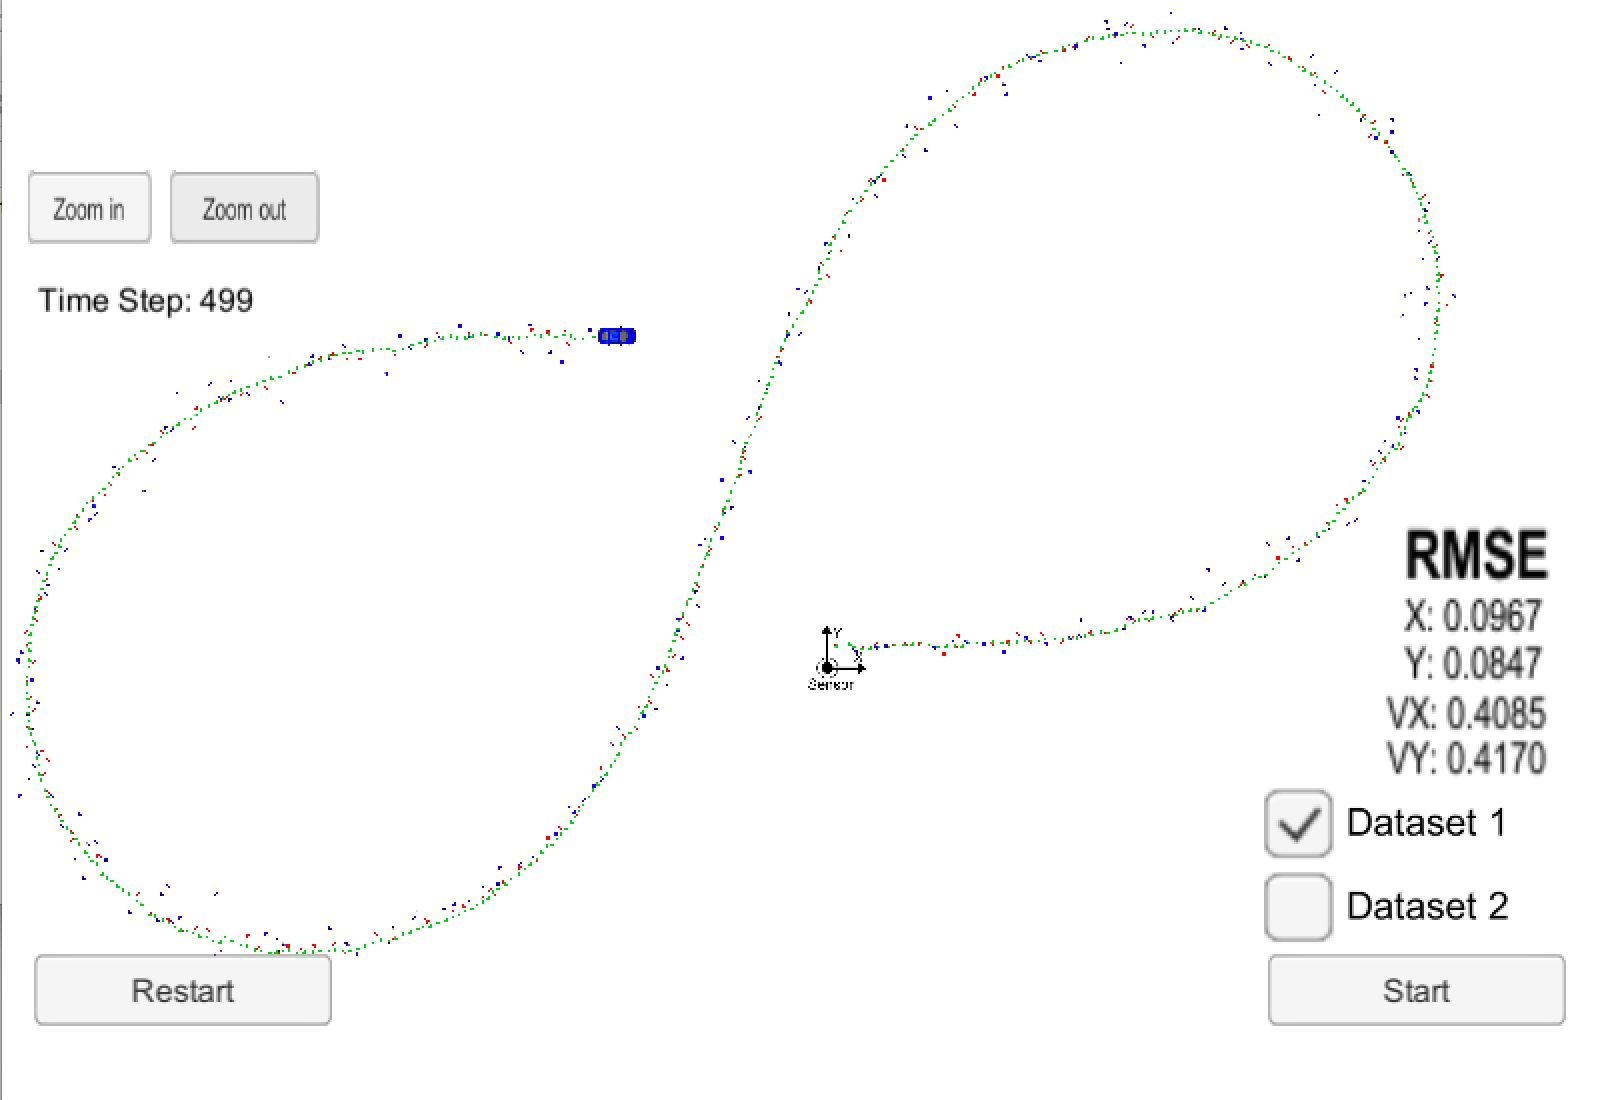 Zoom in
Zoom out
Time Step: 499
Y
X
Sensor
RMSE
X: 0.0967
Y: 0.0847
VX: 0.4085
VY: 0.4170
Dataset 1
Dataset 2
Restart
Start